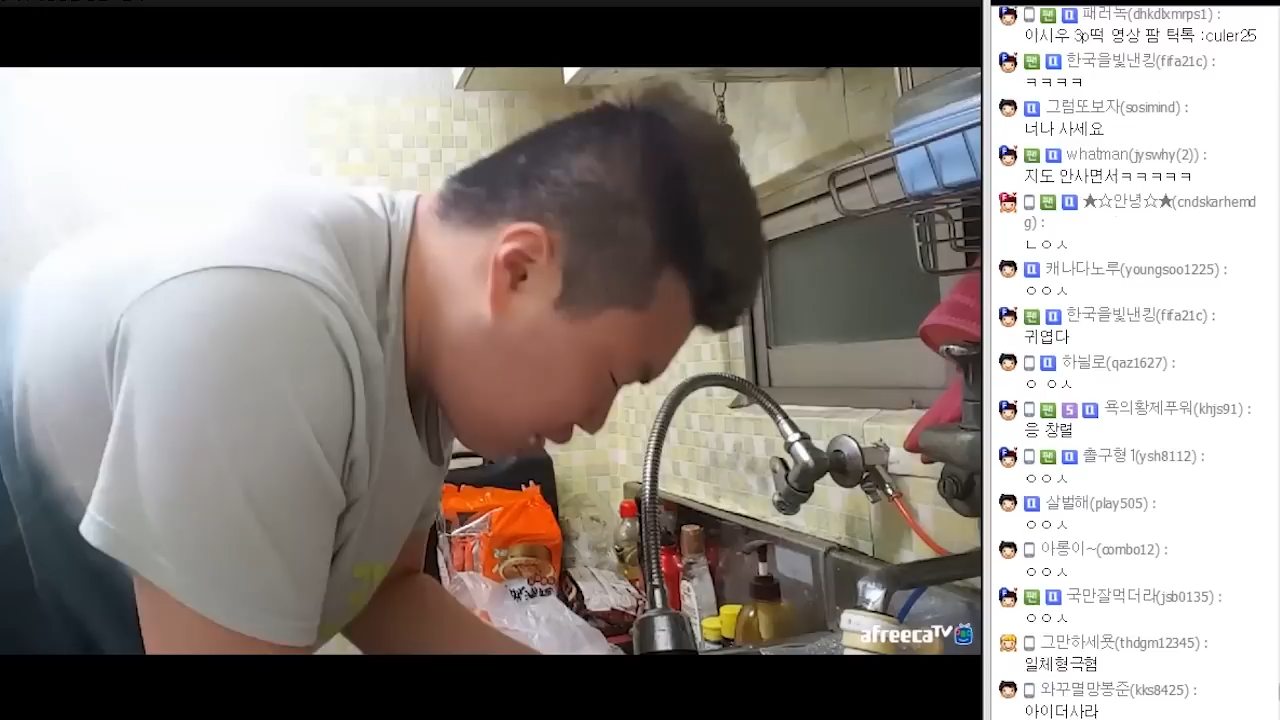 패러녹(dhkdlxmrps1) :
이시우 3p떡 영상 팜 턱톡 :culer25
한국을빛낸킹(fifa21c) :
ㅋㅋㅋㅋ
그럼또보자(sosimind) :
너나 사세요
whatman(jyswhy(2)) :
지도 안사면서ㅋㅋㅋㅋㅋ
★☆안녕☆★(cndskarhemd
g) :
ㄴㅇㅅ
캐나다노루(youngsoo1225) :
ㅇㅇㅅ
한국을빛낸킹(fifa21c) :
귀엽다
하늴로(qaz1627) :
ㅇ ㅇㅅ
욕의황제푸워(khjs91) :
응 창렬
촐구형1(ysh8112) :
ㅇㅇㅅ
살벌해(play505) :
ㅇㅇㅅ
아롱이~(combo12) :
ㅇㅇㅅ
국만잘먹더라(jsb0135) :
ㅇㅇㅅ
그만하세욧(thdgm12345) :
일체형극혐
와꾸멸망봉준(kks8425) :
아이더사라
afreecaTV